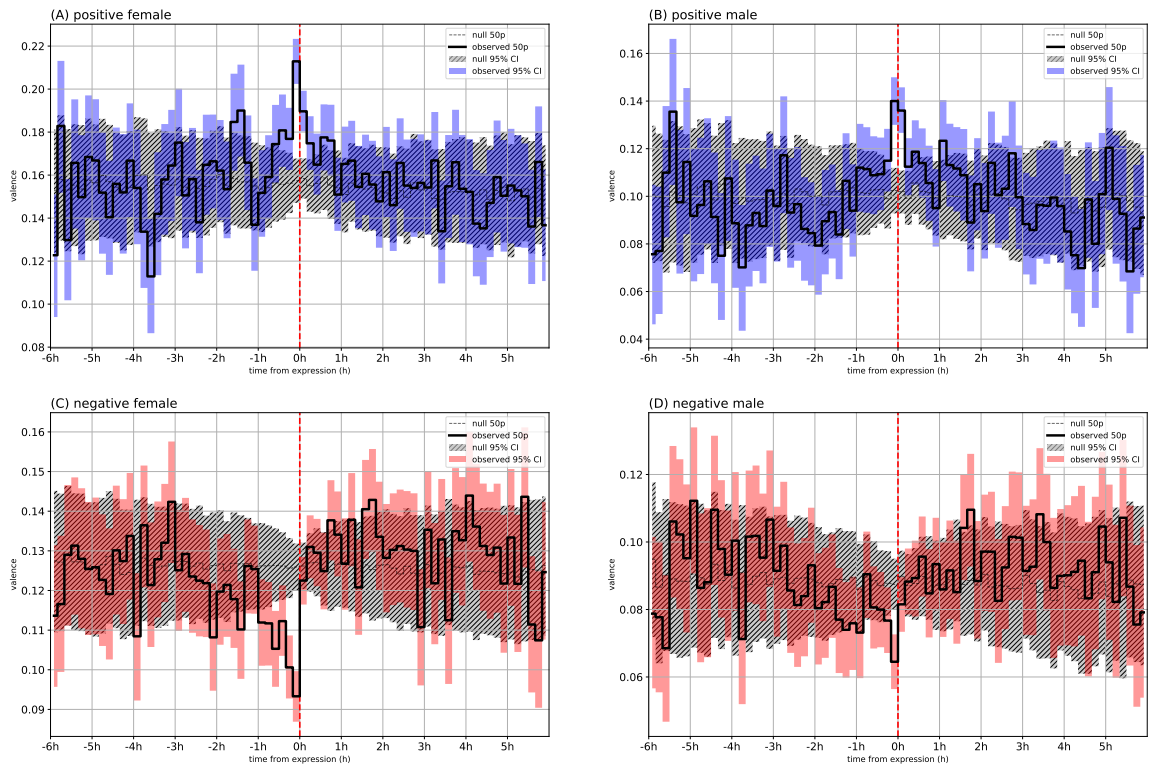 (A) positive female
0.22
0.20
0.18
0.16
0.14
0.12
0.10
0.08
valence
null 50p
observed 50p
null 95% CI
observed 95% CI
-6h -5h -4h -3h -2h -1h 0h 1h 2h 3h 4h 5h
time from expression (h)
(B) positive male
0.16
0.14
0.12
0.10
0.08
0.06
0.04
valence
null 50p
observed 50p
null 95% CI
observed 95% CI
-6h -5h -4h -3h -2h -1h 0h 1h 2h 3h 4h 5h
time from expression (h)
(C) negative female
0.16
0.15
0.14
0.13
0.12
0.11
0.10
0.09
valence
null 50p
observed 50p
null 95% CI
observed 95% CI
-6h -5h -4h -3h -2h -1h 0h 1h 2h 3h 4h 5h
time from expression (h)
(D) negative male
0.12
0.10
0.08
0.06
valence
null 50p
observed 50p
null 95% CI
observed 95% CI
-6h -5h -4h -3h -2h -1h 0h 1h 2h 3h 4h 5h
time from expression (h)